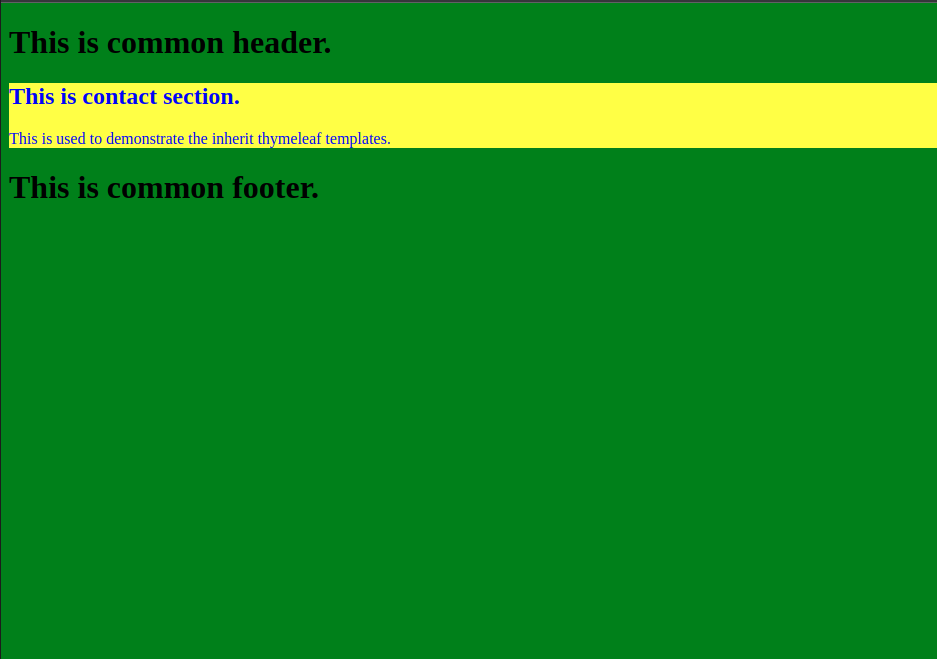 This is common header.
This is contact section.
This is used to demonstrate the inherit thymeleaf templates.
This is common footer.